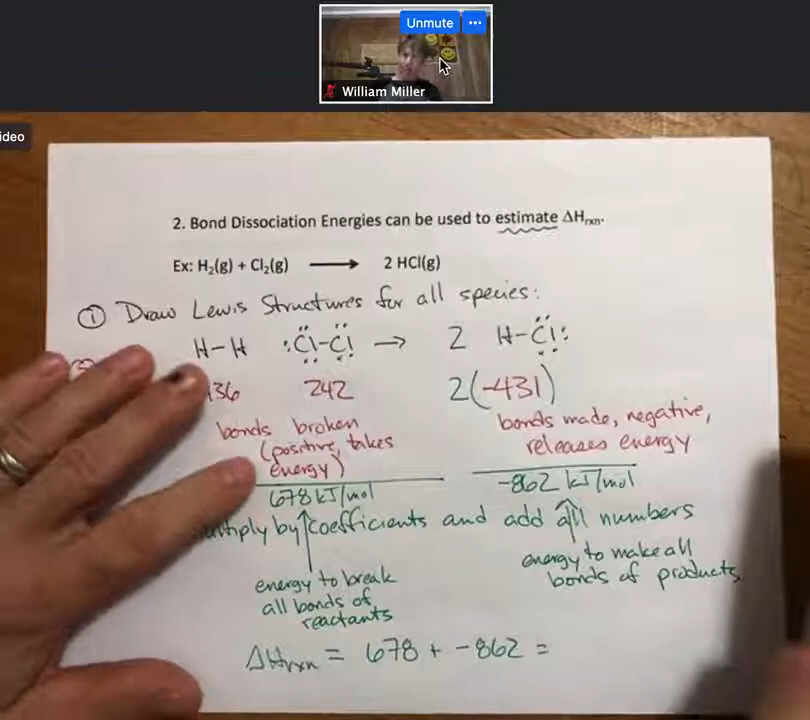 Unmute ...
William Miller
ideo
2. Bond Dissociation Energies can be used to estimate ΔHrxn.
Ex: H₂(g) + Cl₂(g) ⟶ 2 HCl(g)
① Draw Lewis Structures for all species:
H-H :Cl-Cl → 2 H-Cl:
36 242 2(-431)
bonds broken
(positive, takes
energy)
bonds made, negative,
releases energy
678 kJ/mol
-862 kJ/mol
ltiply by coefficients and add all numbers
energy to break
all bonds of
reactants
energy to make all
bonds of products
ΔHrxn = 678 + -862 =